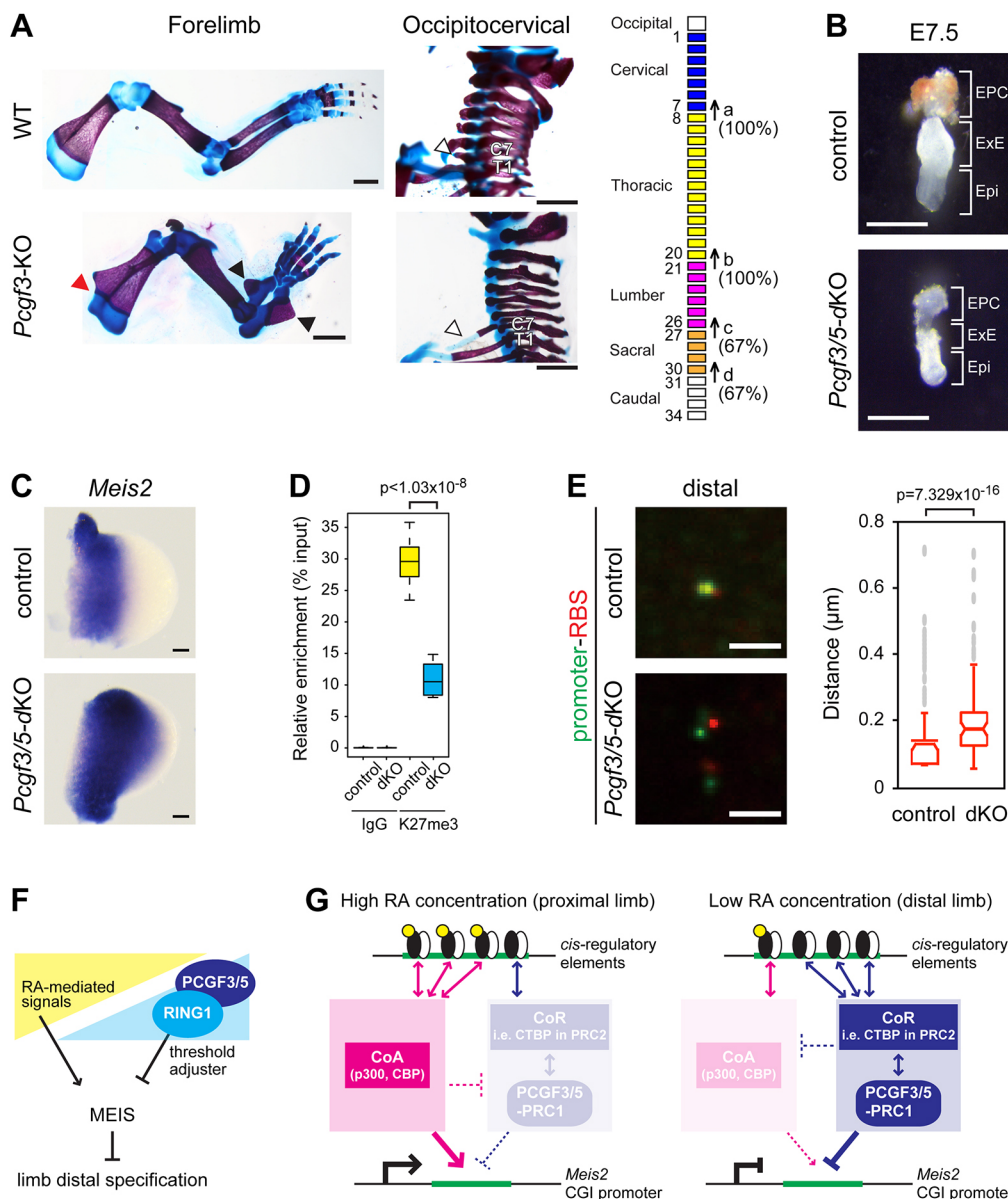 A
Forelimb
Occipitocervical
WT
Pcgf3-KO
C7
T1
C7
T1
Occipital
1
Cervical
7
8
a
(100%)
Thoracic
20
21
b
(100%)
Lumber
26
27
c
(67%)
Sacral
30
31
d
(67%)
Caudal
34
B
E7.5
control
EPC
ExE
Epi
Pcgf3/5-dKO
EPC
ExE
Epi
C
Meis2
control
Pcgf3/5-dKO
D
p<1.03x10-8
Relative enrichment (% input)
35
30
25
20
15
10
5
0
control
dKO
control
dKO
IgG
K27me3
E
distal
promoter-RBS
control
Pcgf3/5-dKO
p=7.329x10-16
Distance (µm)
0.8
0.6
0.4
0.2
0
control
dKO
F
RA-mediated
signals
PCGF3/5
RING1
threshold
adjuster
MEIS
limb distal specification
G
High RA concentration (proximal limb)
cis-regulatory
elements
CoA
(p300, CBP)
CoR
i.e. CTBP in PRC2
PCGF3/5
-PRC1
Meis2
CGI promoter
Low RA concentration (distal limb)
cis-regulatory
elements
CoA
(p300, CBP)
CoR
i.e. CTBP in PRC2
PCGF3/5
-PRC1
Meis2
CGI promoter